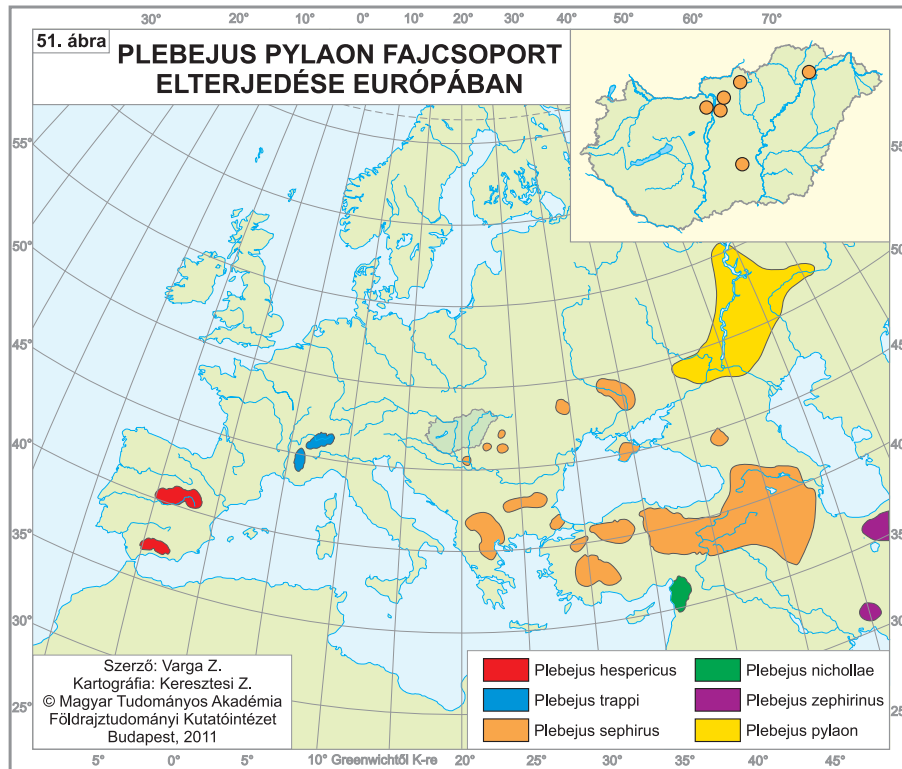 30° 20° 10° 0° 10° 20° 30° 40° 50° 60° 70°
51. ábra
PLEBEJUS PYLAON FAJCSOPORT
ELTERJEDÉSE EURÓPÁBAN
55° 55°
50° 50°
45° 45°
40° 40°
35° 35°
30° 30°
25° 25°
Szerző: Varga Z.
Kartográfia: Keresztesi Z.
© Magyar Tudományos Akadémia
Földrajztudományi Kutatóintézet
Budapest, 2011
Plebejus hespericus
Plebejus trappi
Plebejus sephirus
Plebejus nichollae
Plebejus zephirinus
Plebejus pylaon
5° 0° 5° 10° Greenwichtől K-re 20° 25° 30° 35° 40° 45°